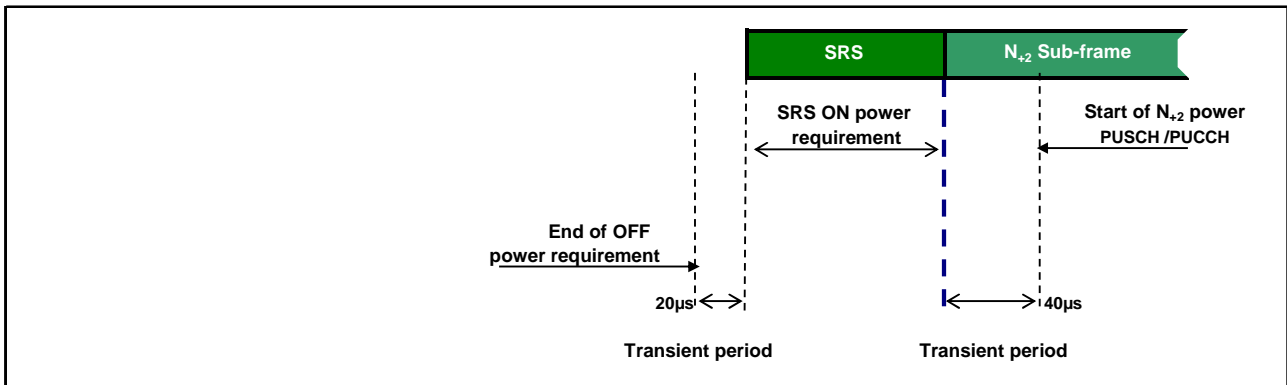 SRS
N+2 Sub-frame
SRS ON power
requirement
Start of N+2 power
PUSCH /PUCCH
End of OFF
power requirement
20µs
40µs
Transient period
Transient period